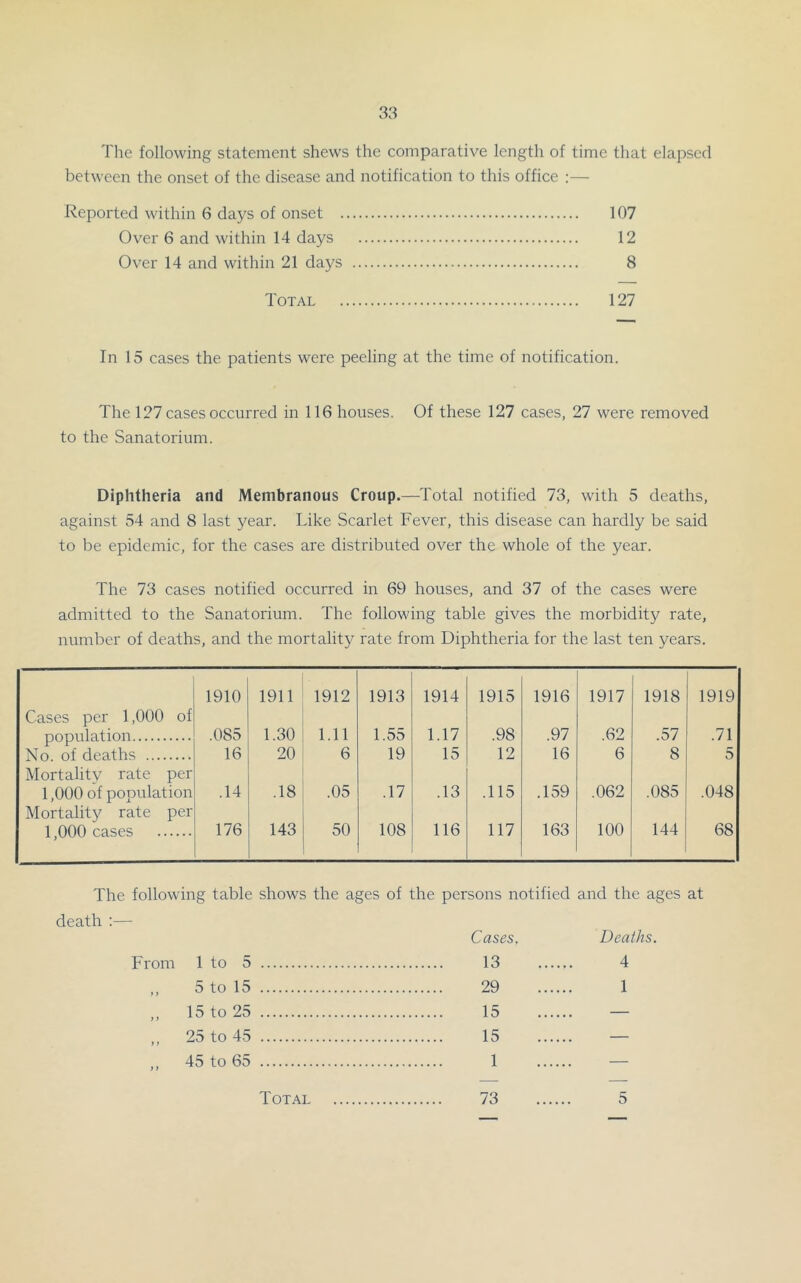 33
The following statement shews the comparative length of time that elapsed
between the onset of the disease and notification to this office :—
Reported within 6 days of onset ............ 107
Over 6 and within 14 days ............ 12
Over 14 and within 21 days ............ 8
TOTAL ............ 127
In 15 cases the patients were peeling at the time of notification.
The 127 cases occurred in 116 houses. Of these 127 cases, 27 were removed
to the Sanatorium.
Diphtheria and Membranous Croup.—Total notified 73, with 5 deaths,
against 54 and 8 last year. Like Scarlet Fever, this disease can hardly be said
to be epidemic, for the cases are distributed over the whole of the year.
The 73 cases notified occurred in 69 houses, and 37 of the cases were
admitted to the Sanatorium. The following table gives the morbidity rate,
number of deaths, and the mortality rate from Diphtheria for the last ten years.
1910 1911 1912 1913 1914 1915 1916 1917 1918 1919
Cases per 1,000 of
population........... .085 1.30 1.11 1.55 1.17 .98 .97 .62 .57 .71
No. of deaths ........ 16 20 6 19 15 12 16 6 8 5
Mortality rate per
1,000 of population .14 .18 .05 .17 .13 .115 .159 .062 .085 .048
Mortality rate per
1,000 cases ...... 176 143 50 108 116 117 163 100 144 68
The following table shows the ages of the persons notified and the ages at
death :—
Cases. Deaths.
From 1 to 5 ............ 13 ...... 4
,, 5 to 15 ............ 29 ...... 1
,, 15 to 25 ............ 15 ...... —
,, 25 to 45 ............ 15 ...... —
,, 45 to 65 ............ 1 ...... —
TOTAL ............ 73 ...... 5